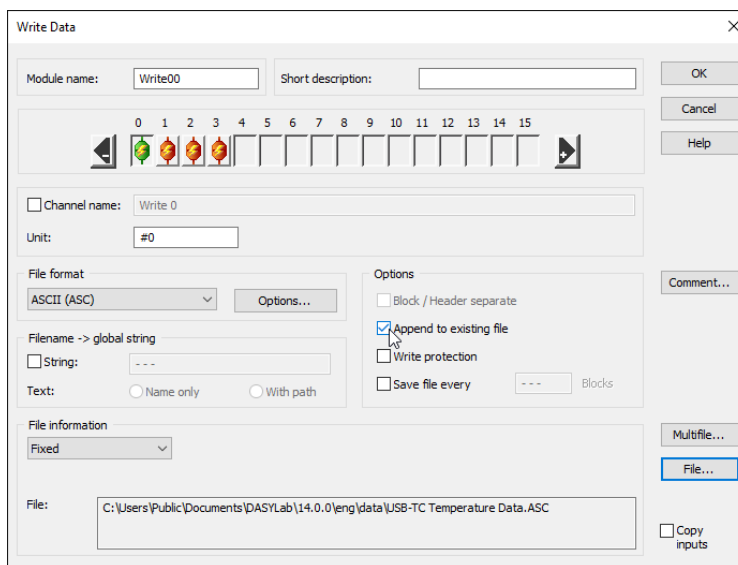 Write Data
Module name: Write00 Short description: OK
Cancel
0 1 2 3 4 5 6 7 8 9 10 11 12 13 14 15
Help
Channel name: Write 0
Unit: #0
File format Options
ASCII (ASC) Options... Block / Header separate Comment...
Append to existing file
Filename -> global string
String: - - - Write protection
Text: Name only With path Save file every - - - Blocks
File information Multifile...
Fixed File...
File: C:\Users\Public\Documents\DASYLab\14.0.0\eng\data\USB-TC Temperature Data.ASC
Copy
inputs